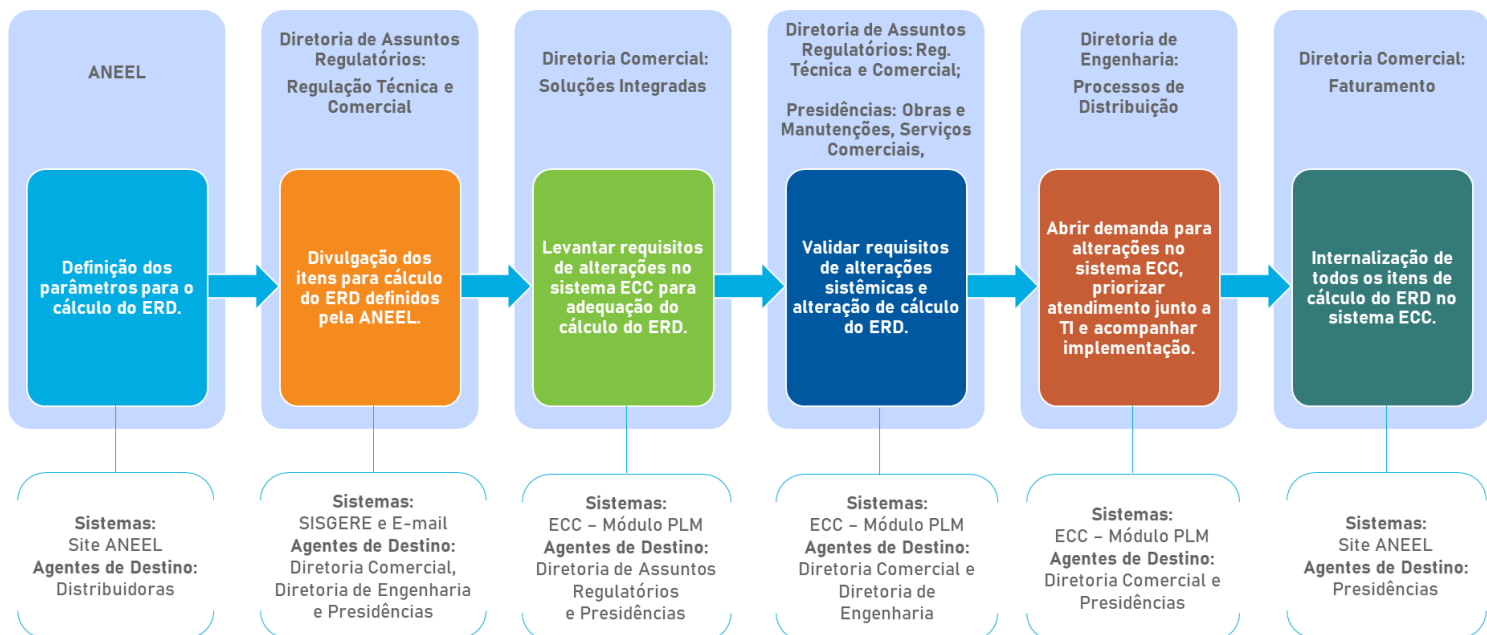 ANEEL
Diretoria de Assuntos
Regulatórios:
Regulação Técnica e
Comercial
Diretoria Comercial:
Soluções Integradas
Diretoria de Assuntos
Regulatórios: Reg.
Técnica e Comercial;
Presidências: Obras e
Manutenções, Serviços
Comerciais,
Diretoria de
Engenharia:
Processos de
Distribuição
Diretoria Comercial:
Faturamento
Definição dos
parâmetros para o
cálculo do ERD.
Divulgação dos
itens para cálculo
do ERD definidos
pela ANEEL.
Levantar requisitos
de alterações no
sistema ECC para
adequação do
cálculo do ERD.
Validar requisitos
de alterações
sistêmicas e
alteração de cálculo
do ERD.
Abrir demanda para
alterações no
sistema ECC,
priorizar
atendimento junto a
TI e acompanhar
implementação.
Internalização de
todos os itens de
cálculo do ERD no
sistema ECC.
Sistemas:
Site ANEEL
Agentes de Destino:
Distribuidoras
Sistemas:
SISGERE e E-mail
Agentes de Destino:
Diretoria Comercial,
Diretoria de Engenharia
e Presidências
Sistemas:
ECC – Módulo PLM
Agentes de Destino:
Diretoria de Assuntos
Regulatórios
e Presidências
Sistemas:
ECC – Módulo PLM
Agentes de Destino:
Diretoria Comercial e
Diretoria de
Engenharia
Sistemas:
ECC – Módulo PLM
Agentes de Destino:
Diretoria Comercial e
Presidências
Sistemas:
Site ANEEL
Agentes de Destino:
Presidências